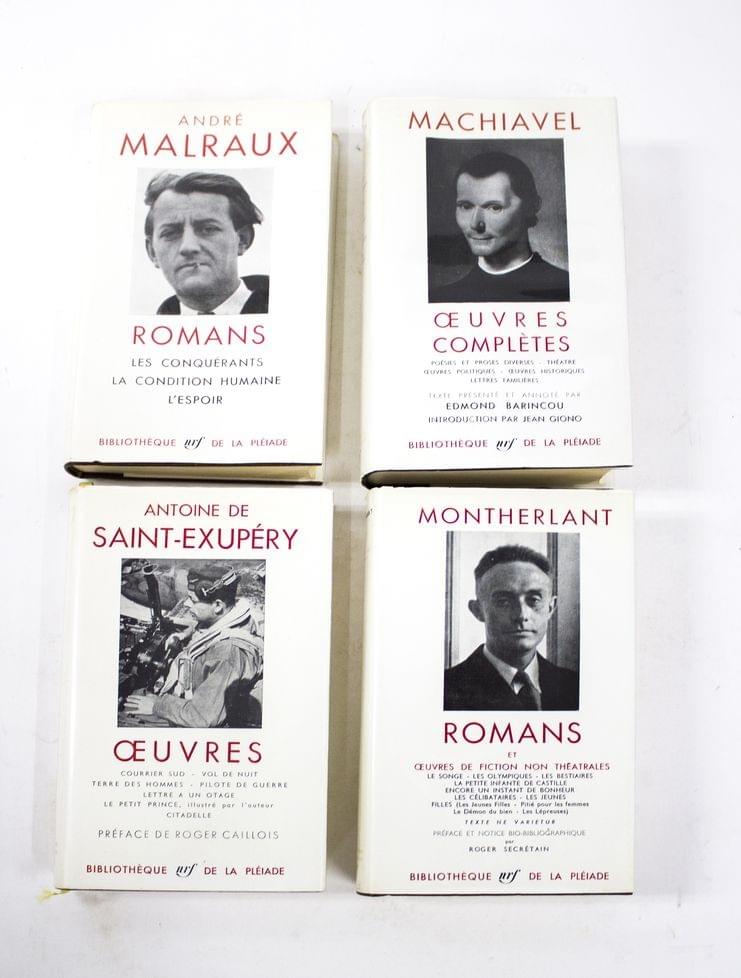 ANDRÉ
MALRAUX
ROMANS
LES CONQUÉRANTS
LA CONDITION HUMAINE
L'ESPOIR
BIBLIOTHÈQUE nrf DE LA PLÉIADE
MACHIAVEL
ŒUVRES
COMPLÈTES
POÉSIES ET PROSES DIVERSES - THÉATRE
ŒUVRES POLITIQUES - ŒUVRES HISTORIQUES
LETTRES FAMILIÈRES
TEXTE PRÉSENTÉ ET ANNOTÉ PAR
EDMOND BARINCOU
INTRODUCTION PAR JEAN GIONO
BIBLIOTHÈQUE nrf DE LA PLÉIADE
ANTOINE DE
SAINT-EXUPÉRY
ŒUVRES
COURRIER SUD - VOL DE NUIT
TERRE DES HOMMES - PILOTE DE GUERRE
LETTRE A UN OTAGE
LE PETIT PRINCE, illustré par l'auteur
CITADELLE
PRÉFACE DE ROGER CAILLOIS
BIBLIOTHÈQUE nrf DE LA PLÉIADE
MONTHERLANT
ROMANS
ET
ŒUVRES DE FICTION NON THÉATRALES
LE SONGE - LES OLYMPIQUES - LES BESTIAIRES
LA PETITE INFANTE DE CASTILLE
ENCORE UN INSTANT DE BONHEUR
LES CÉLIBATAIRES - LES JEUNES
FILLES (Les Jeunes Filles - Pitié pour les femmes
Le Démon du bien - Les Lépreuses)
TEXTE NE VARIETUR
PRÉFACE ET NOTICE BIO-BIBLIOGRAPHIQUE
par
ROGER SECRÉTAIN
BIBLIOTHÈQUE nrf DE LA PLÉIADE